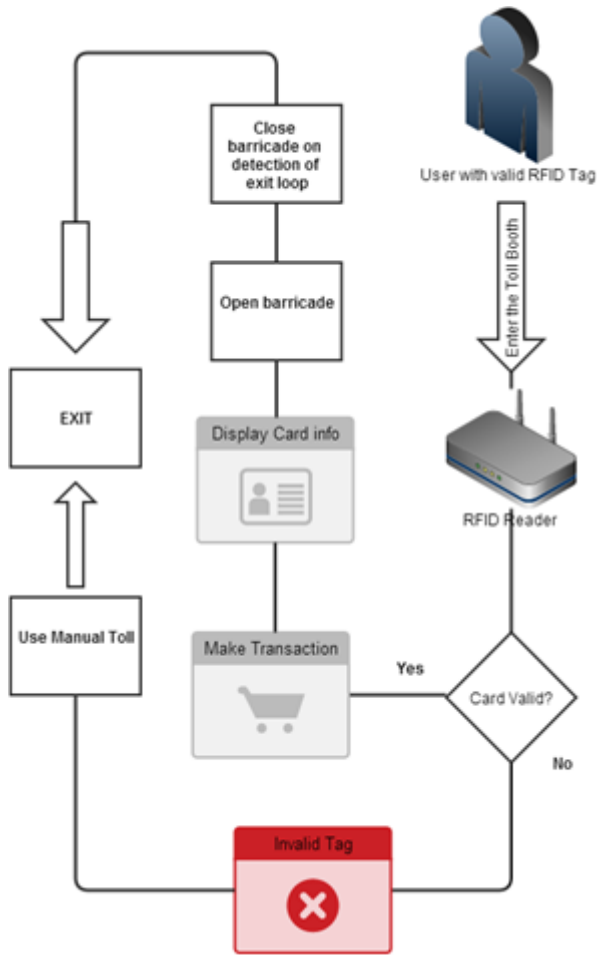 User with valid RFID Tag
Enter the Toll Booth
RFID Reader
Card Valid?
Yes
No
Make Transaction
Display Card info
Open barricade
Close
barricade on
detection of
exit loop
EXIT
Use Manual Toll
Invalid Tag